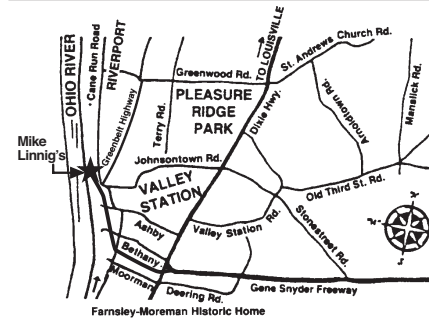 OHIO RIVER
Cane Run Road
RIVERPORT
Greenbelt Highway
Terry Rd.
Greenwood Rd.
PLEASURE
RIDGE
PARK
TO LOUISVILLE
Dixie Hwy.
St. Andrews Church Rd.
Arnoldtown Rd.
Manslick Rd.
Mike
Linnig's
Johnsontown Rd.
VALLEY
STATION
Old Third St. Rd.
Ashby
Valley Station
Rd.
Stonestreet Rd.
Bethany
Moorman
Deering Rd.
Gene Snyder Freeway
Farnsley-Moreman Historic Home
N
S